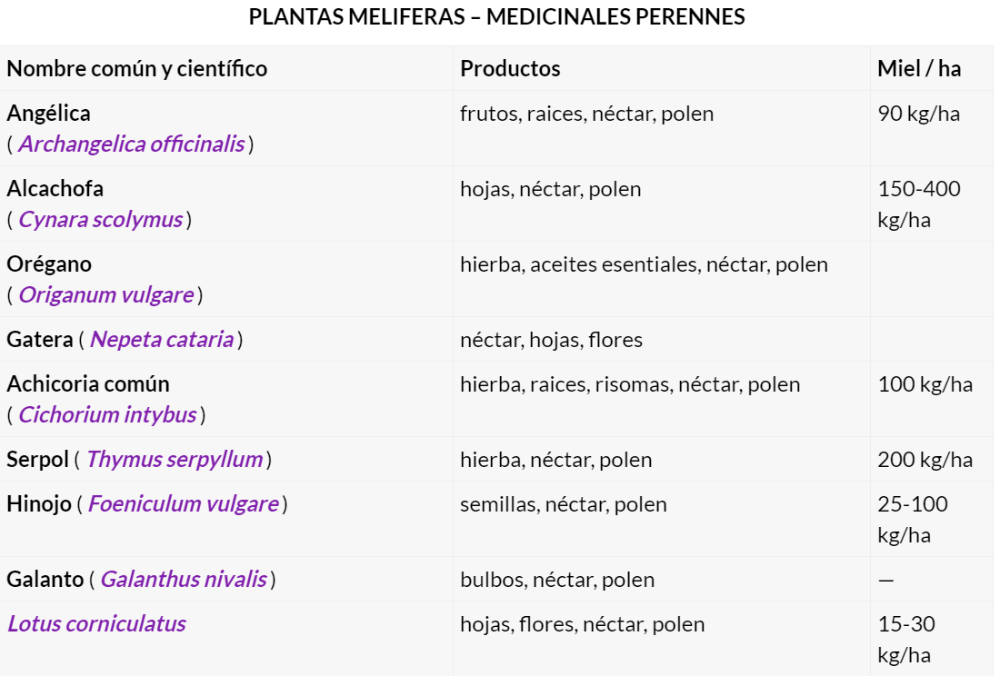 PLANTAS MELIFERAS – MEDICINALES PERENNES
Nombre común y científico Productos Miel / ha
Angélica frutos, raices, néctar, polen 90 kg/ha
( Archangelica officinalis )
Alcachofa hojas, néctar, polen 150-400
( Cynara scolymus ) kg/ha
Orégano hierba, aceites esentiales, néctar, polen
( Origanum vulgare )
Gatera ( Nepeta cataria ) néctar, hojas, flores
Achicoria común hierba, raices, risomas, néctar, polen 100 kg/ha
( Cichorium intybus )
Serpol ( Thymus serpyllum ) hierba, néctar, polen 200 kg/ha
Hinojo ( Foeniculum vulgare ) semillas, néctar, polen 25-100
kg/ha
Galanto ( Galanthus nivalis ) bulbos, néctar, polen —
Lotus corniculatus hojas, flores, néctar, polen 15-30
kg/ha